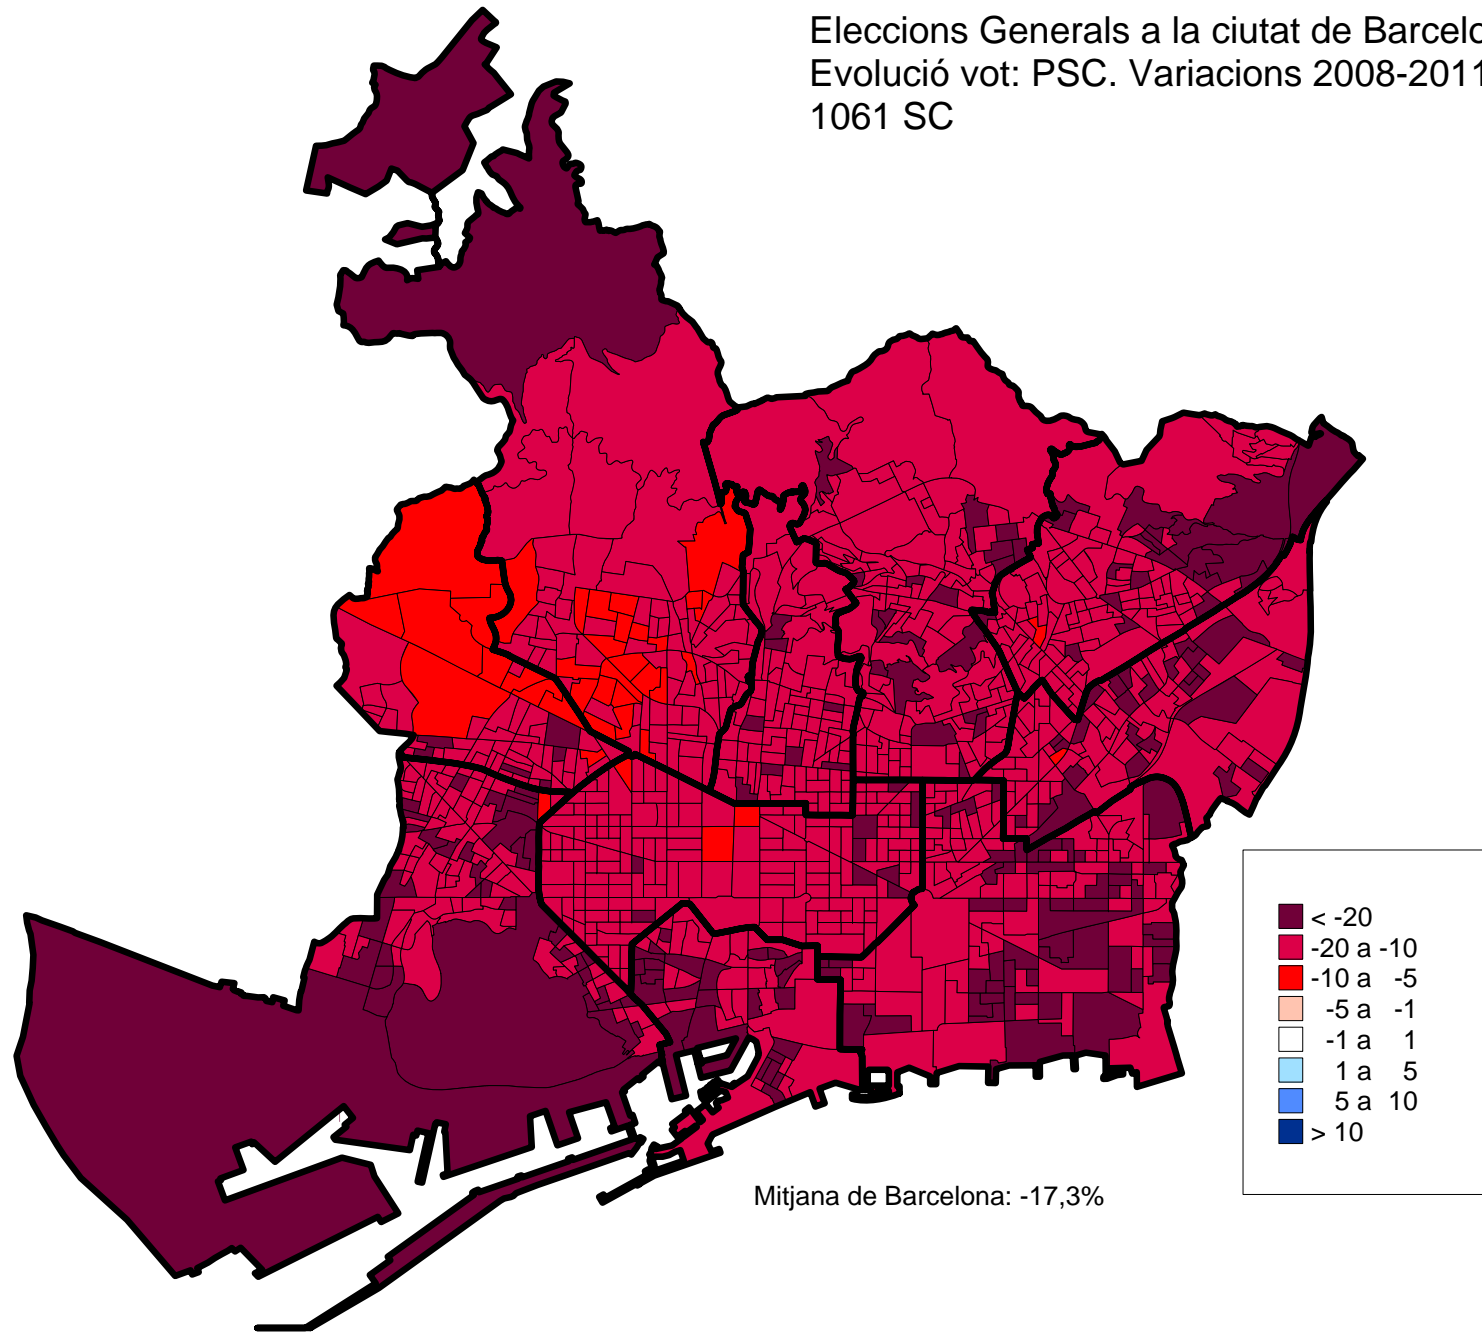 Eleccions Generals a la ciutat de Barcelo
Evolució vot: PSC. Variacions 2008-2011
1061 SC
< -20
-20 a -10
-10 a -5
-5 a -1
-1 a 1
1 a 5
5 a 10
> 10
Mitjana de Barcelona: -17,3%